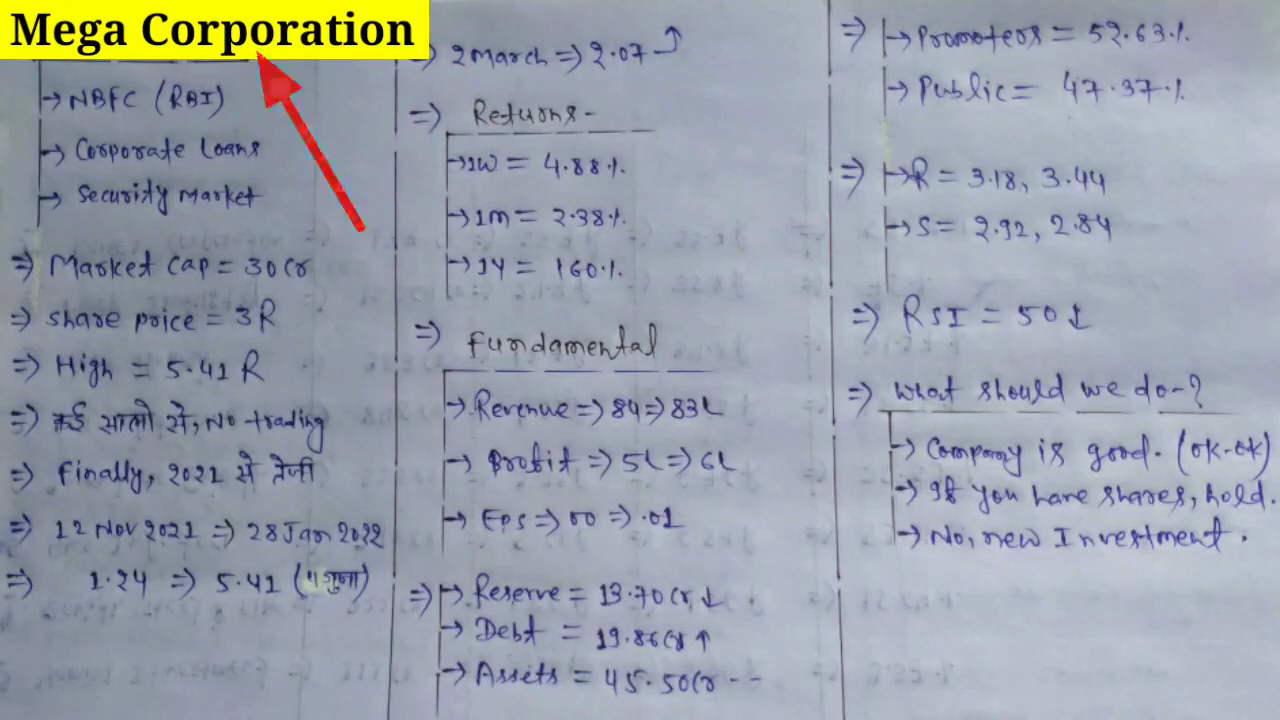 Mega Corporation
→ NBFC (RBI)
→ Corporate Loans
→ Security Market
⇒ Market Cap = 30 Cr
⇒ Share price = 3 R
⇒ High = 5.41 R
⇒ कई सालो से, No trading
⇒ Finally, 2021 से तेजी
⇒ 12 Nov 2021 ⇒ 28 Jan 2022
⇒ 1.24 ⇒ 5.41 (4 गुना)
⇒ 2 March ⇒ 2.07
⇒ Returns -
→ 1W = 4.88%
→ 1M = 2.38%
→ 1Y = 160%
⇒ Fundamental
→ Revenue ⇒ 84 ⇒ 83L
→ Profit ⇒ 5L ⇒ 6L
→ EPS ⇒ 00 ⇒ .01
⇒ → Reserve = 13.70 Cr ↓
→ Debt = 19.86 Cr ↑
→ Assets = 45.50 Cr --
⇒ → Promoters = 52.63%
→ Public = 47.37%
⇒ → R = 3.18, 3.44
→ S = 2.92, 2.84
⇒ RSI = 50 ↓
⇒ What should we do -?
→ Company is good. (ok-ok)
→ If you have shares, hold.
→ No, new Investment.